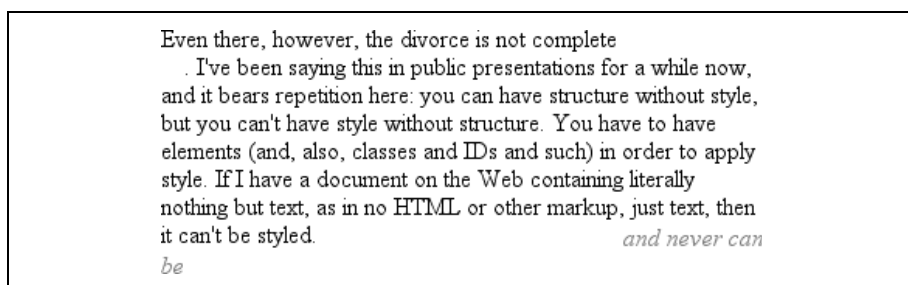 Even there, however, the divorce is not complete
. I've been saying this in public presentations for a while now,
and it bears repetition here: you can have structure without style,
but you can't have style without structure. You have to have
elements (and, also, classes and IDs and such) in order to apply
style. If I have a document on the Web containing literally
nothing but text, as in no HTML or other markup, just text, then
it can't be styled. and never can
be